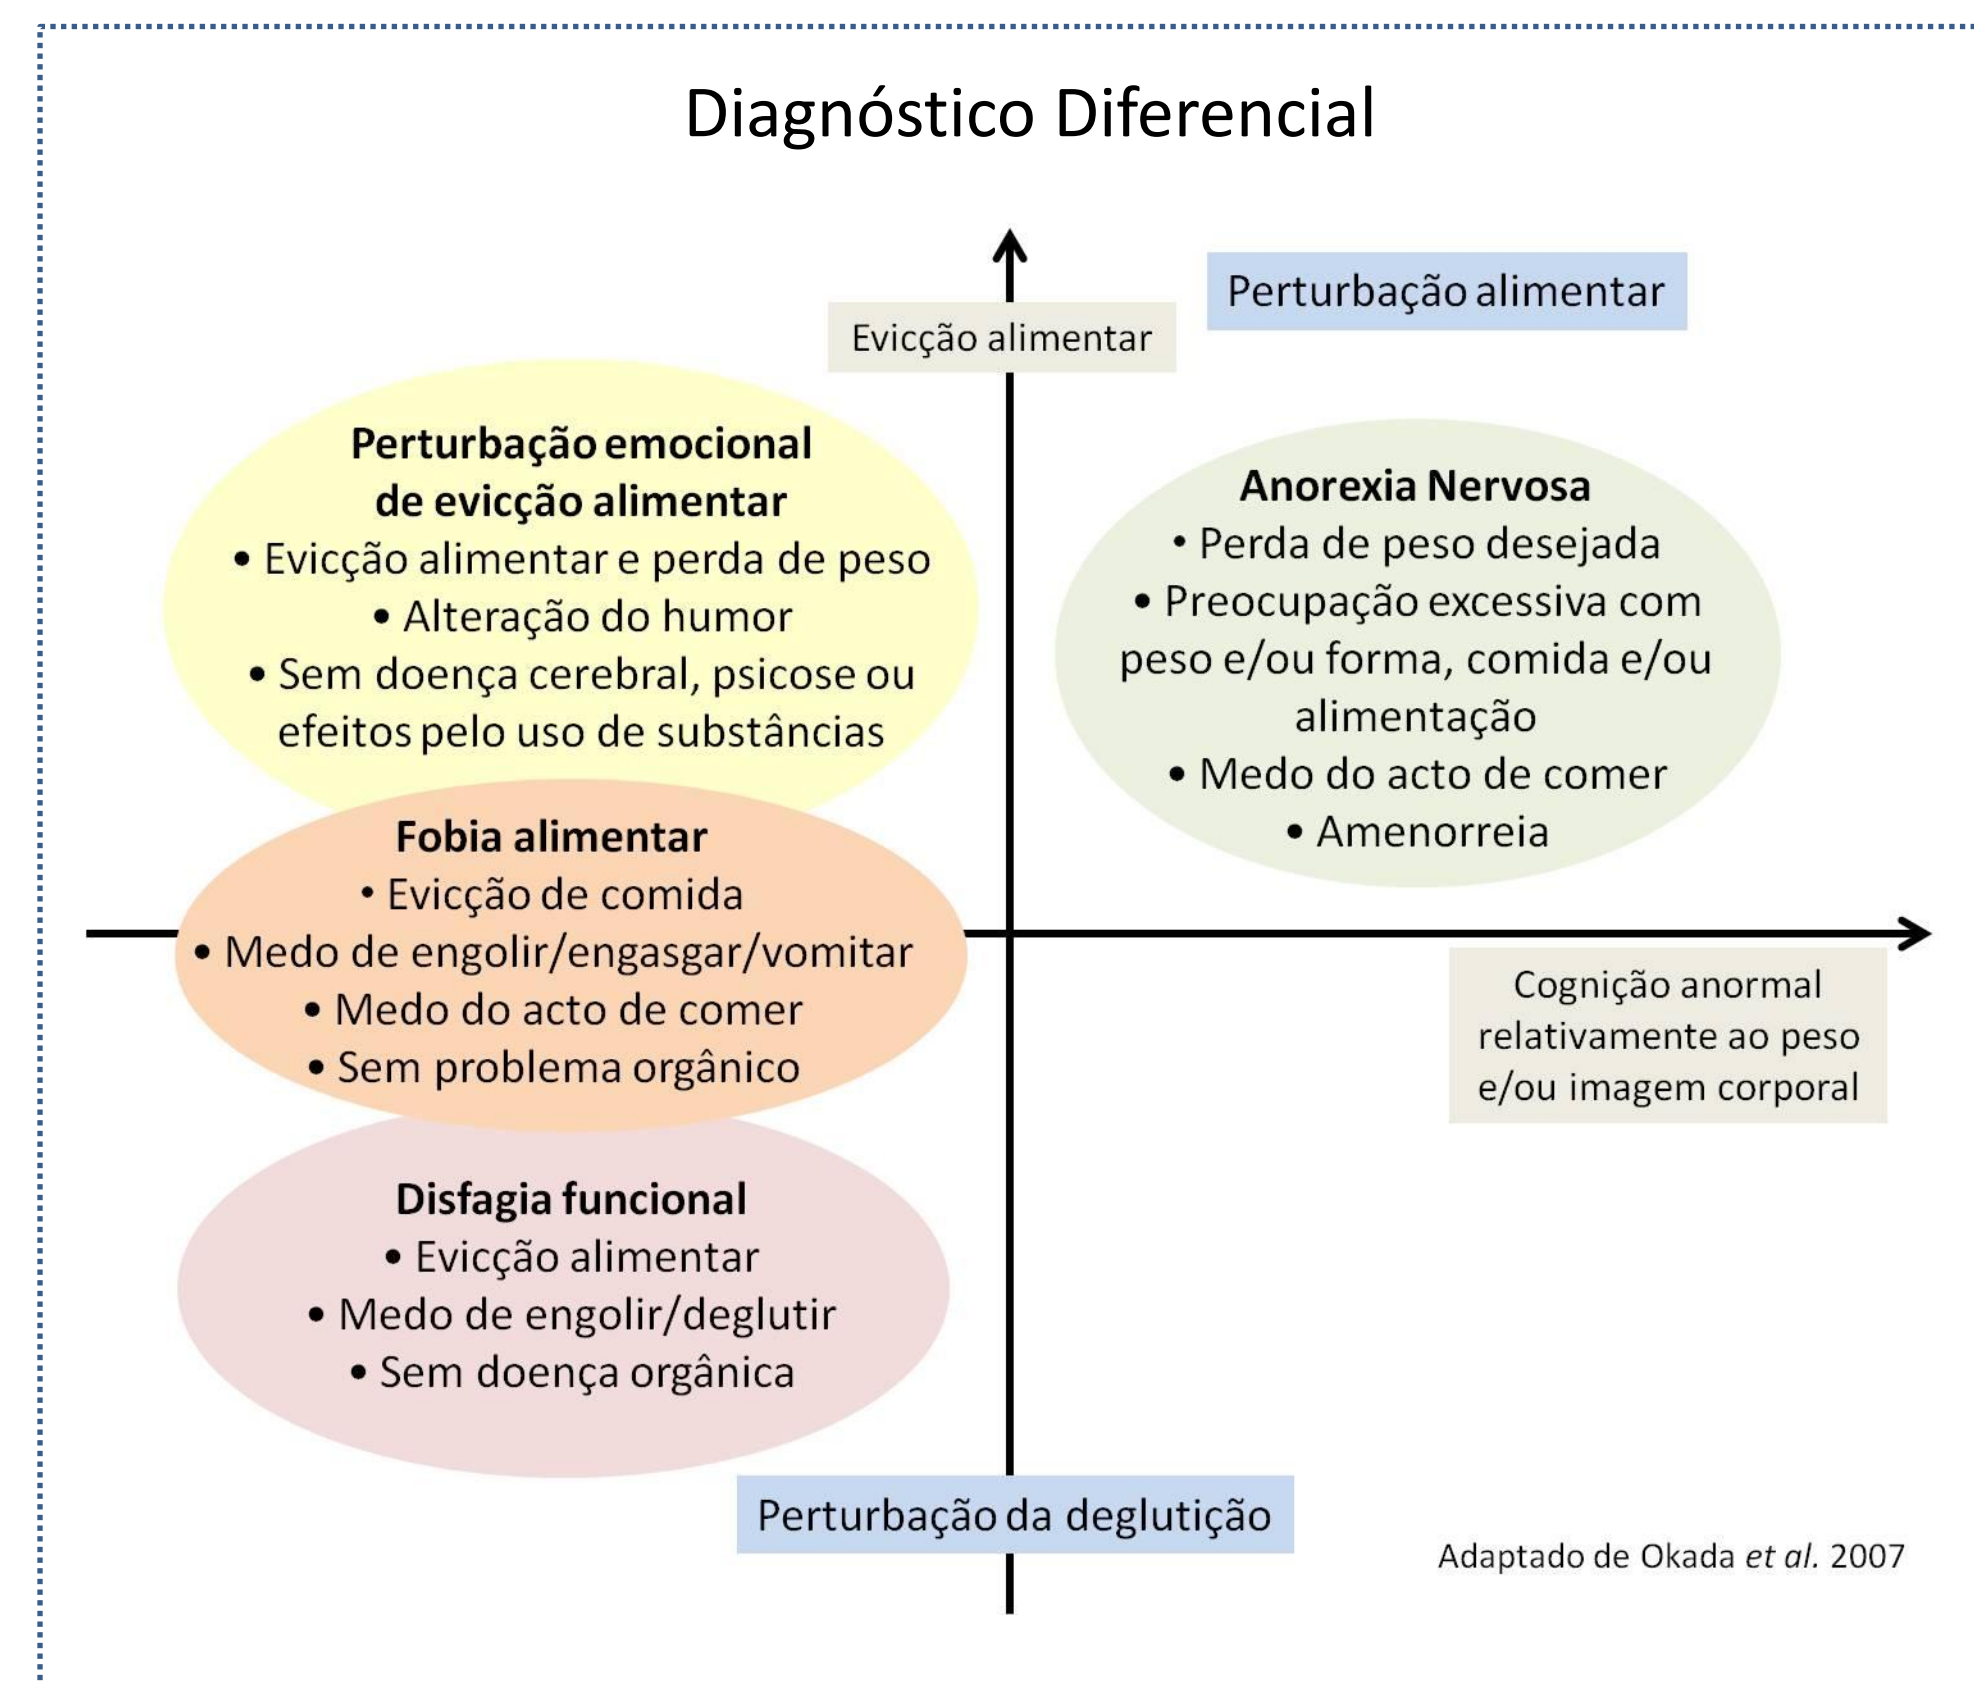 Diagnóstico Diferencial
Perturbação alimentar
Evicção alimentar
Perturbação emocional
de evicção alimentar
• Evicção alimentar e perda de peso
• Alteração do humor
• Sem doença cerebral, psicose ou
efeitos pelo uso de substâncias
Anorexia Nervosa
• Perda de peso desejada
• Preocupação excessiva com
peso e/ou forma, comida e/ou
alimentação
• Medo do acto de comer
• Amenorreia
Fobia alimentar
• Evicção de comida
• Medo de engolir/engasgar/vomitar
• Medo do acto de comer
• Sem problema orgânico
Cognição anormal
relativamente ao peso
e/ou imagem corporal
Disfagia funcional
• Evicção alimentar
• Medo de engolir/deglutir
• Sem doença orgânica
Perturbação da deglutição
Adaptado de Okada et al. 2007